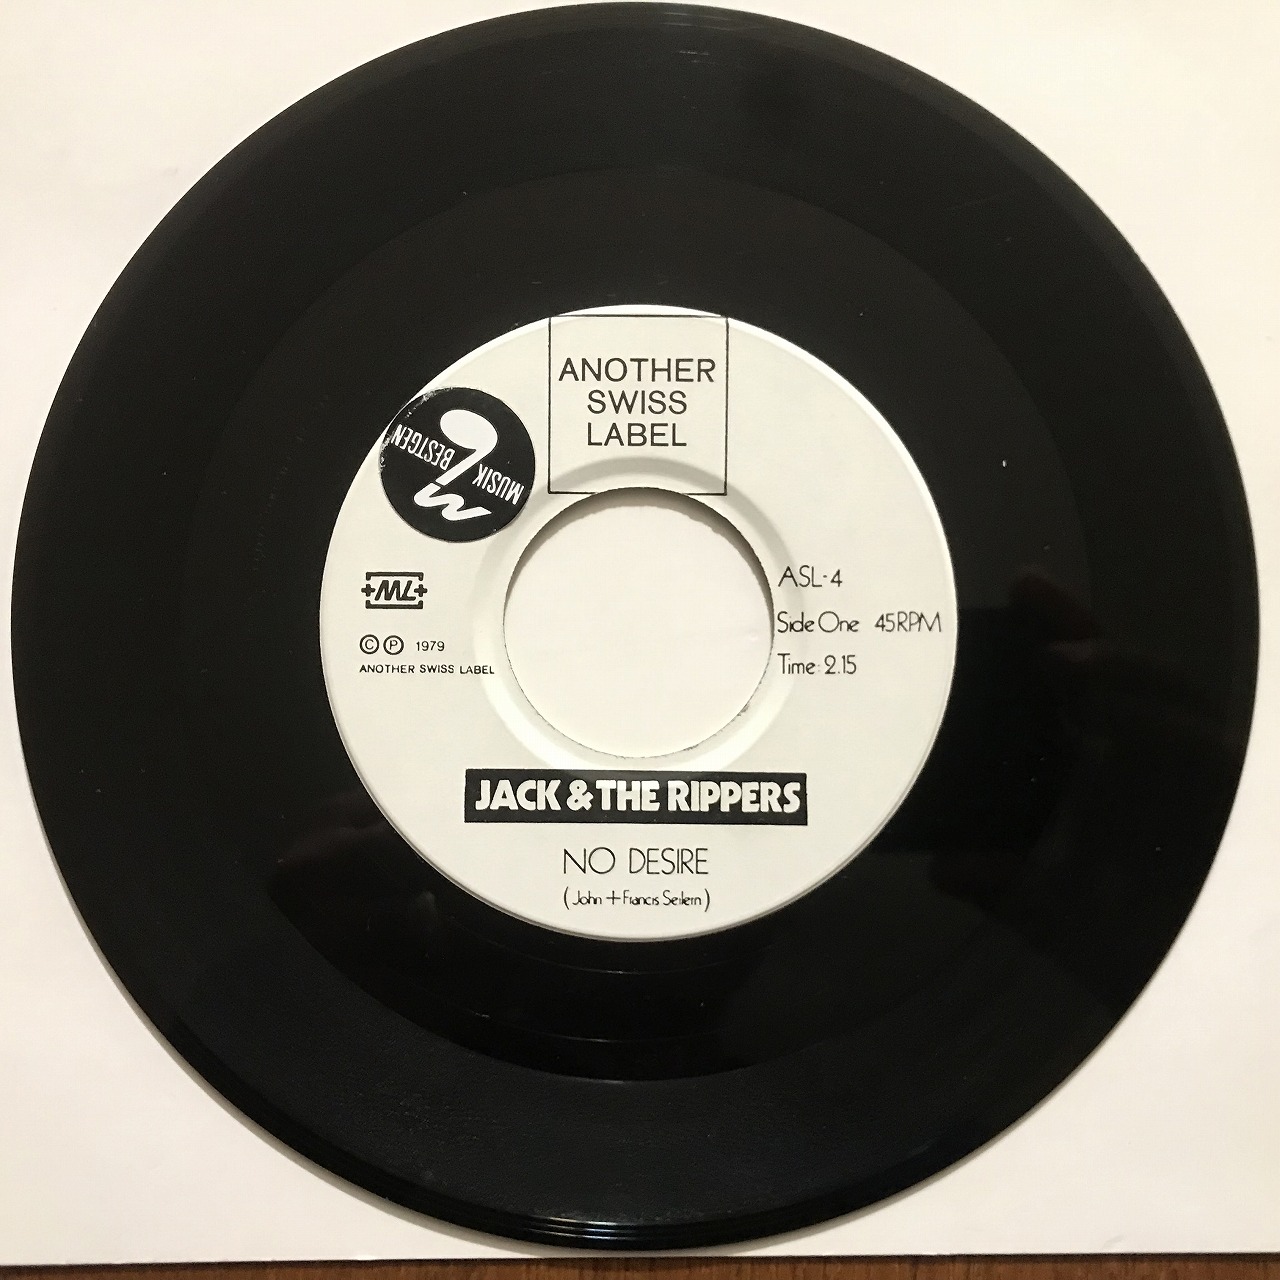 ANOTHER
SWISS
LABEL
MUSIK BESTGEN
+ML+
© ℗ 1979
ANOTHER SWISS LABEL
ASL-4
Side One 45RPM
Time: 2.15
JACK & THE RIPPERS
NO DESIRE
(John + Francis Seilern)